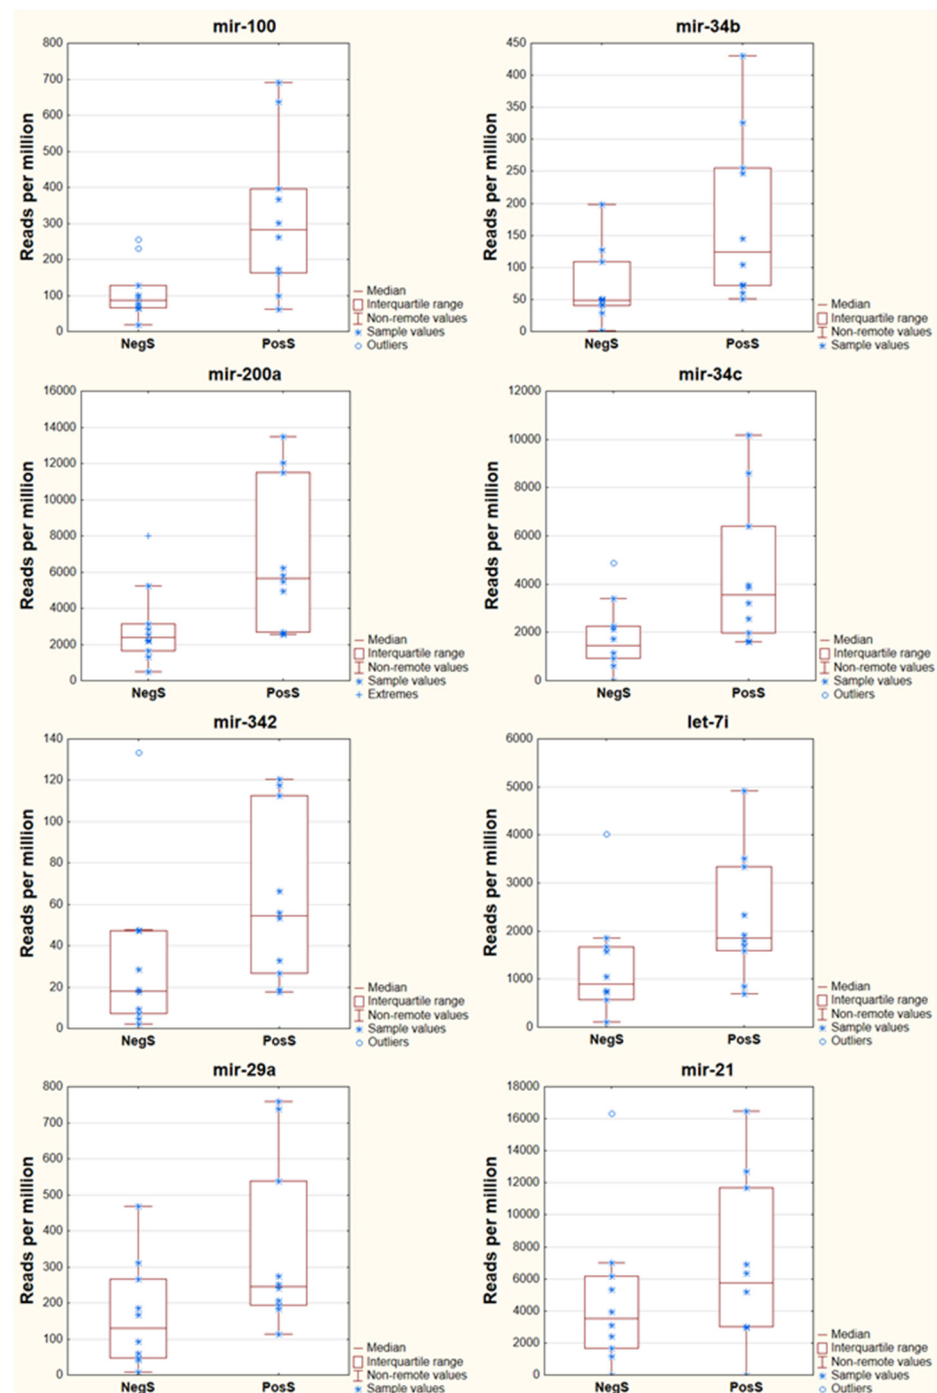 mir-100
Reads per million
800
700
600
500
400
300
200
100
0
NegS
PosS
Median
Interquartile range
Non-remote values
Sample values
Outliers
mir-34b
Reads per million
450
400
350
300
250
200
150
100
50
0
NegS
PosS
Median
Interquartile range
Non-remote values
Sample values
mir-200a
Reads per million
16000
14000
12000
10000
8000
6000
4000
2000
0
NegS
PosS
Median
Interquartile range
Non-remote values
Sample values
Extremes
mir-34c
Reads per million
12000
10000
8000
6000
4000
2000
0
NegS
PosS
Median
Interquartile range
Non-remote values
Sample values
Outliers
mir-342
Reads per million
140
120
100
80
60
40
20
0
NegS
PosS
Median
Interquartile range
Non-remote values
Sample values
Outliers
let-7i
Reads per million
6000
5000
4000
3000
2000
1000
0
NegS
PosS
Median
Interquartile range
Non-remote values
Sample values
Outliers
mir-29a
Reads per million
800
700
600
500
400
300
200
100
0
NegS
PosS
Median
Interquartile range
Non-remote values
Sample values
mir-21
Reads per million
18000
16000
14000
12000
10000
8000
6000
4000
2000
0
NegS
PosS
Median
Interquartile range
Non-remote values
Sample values
Outliers